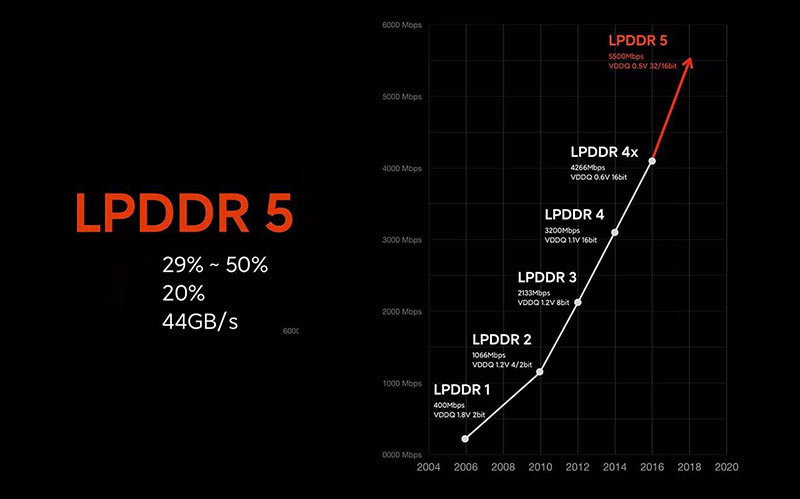 LPDDR 5
29% ~ 50%
20%
44GB/s
6000 Mbps
5000 Mbps
4000 Mbps
3000 Mbps
2000 Mbps
1000 Mbps
0000 Mbps
LPDDR 5
5500Mbps
VDDQ 0.5V 32/16bit
LPDDR 4x
4266Mbps
VDDQ 0.6V 16bit
LPDDR 4
3200Mbps
VDDQ 1.1V 16bit
LPDDR 3
2133Mbps
VDDQ 1.2V 8bit
LPDDR 2
1066Mbps
VDDQ 1.2V 4/2bit
LPDDR 1
400Mbps
VDDQ 1.8V 2bit
2004 2006 2008 2010 2012 2014 2016 2018 2020